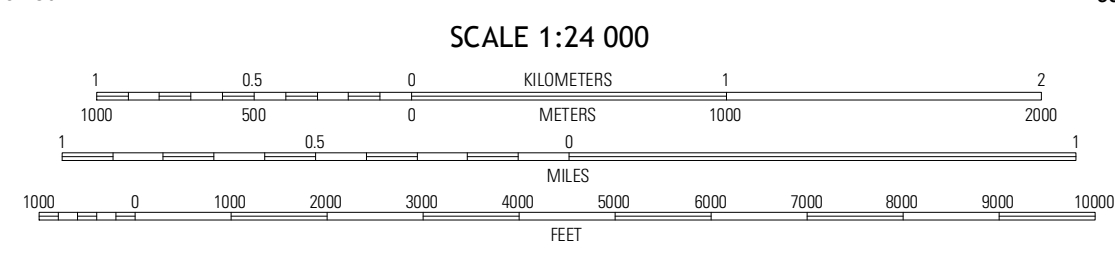 SCALE 1:24 000
1 0.5 0 KILOMETERS 1 2
1000 500 0 METERS 1000 2000
1 0.5 0 1
MILES
1000 0 1000 2000 3000 4000 5000 6000 7000 8000 9000 10000
FEET